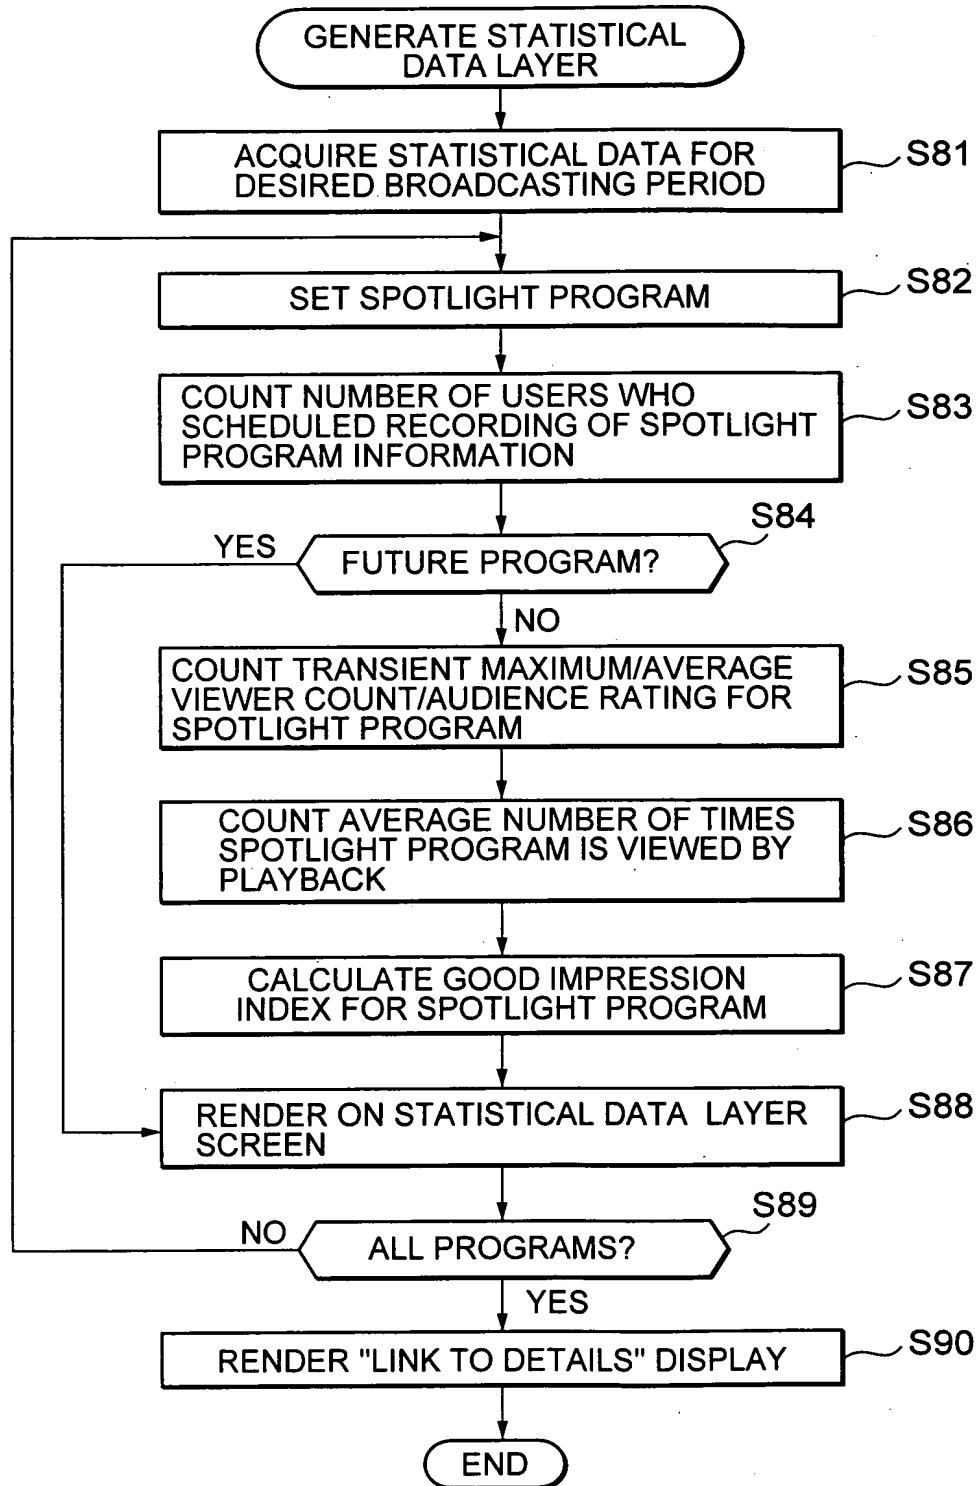 GENERATE STATISTICAL
DATA LAYER
ACQUIRE STATISTICAL DATA FOR
DESIRED BROADCASTING PERIOD
S81
SET SPOTLIGHT PROGRAM
S82
COUNT NUMBER OF USERS WHO
SCHEDULED RECORDING OF SPOTLIGHT
PROGRAM INFORMATION
S83
S84
YES
FUTURE PROGRAM?
NO
COUNT TRANSIENT MAXIMUM/AVERAGE
VIEWER COUNT/AUDIENCE RATING FOR
SPOTLIGHT PROGRAM
S85
COUNT AVERAGE NUMBER OF TIMES
SPOTLIGHT PROGRAM IS VIEWED BY
PLAYBACK
S86
CALCULATE GOOD IMPRESSION
INDEX FOR SPOTLIGHT PROGRAM
S87
RENDER ON STATISTICAL DATA LAYER
SCREEN
S88
S89
NO
ALL PROGRAMS?
YES
RENDER "LINK TO DETAILS" DISPLAY
S90
END